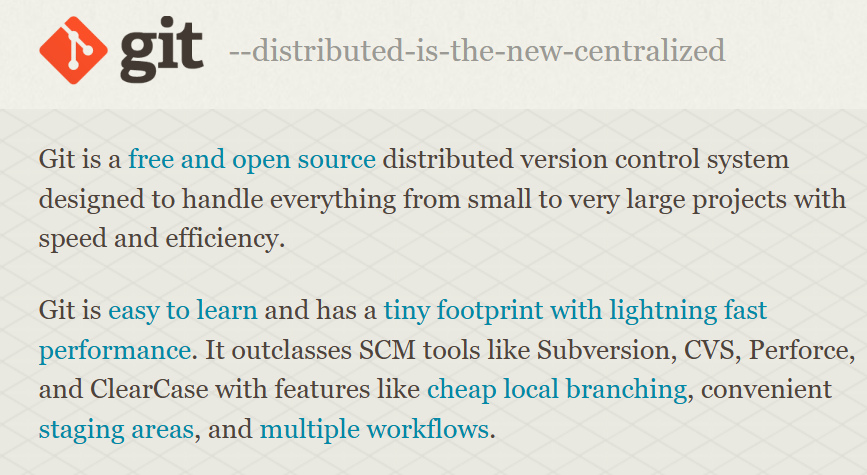 git --distributed-is-the-new-centralized
Git is a free and open source distributed version control system
designed to handle everything from small to very large projects with
speed and efficiency.
Git is easy to learn and has a tiny footprint with lightning fast
performance. It outclasses SCM tools like Subversion, CVS, Perforce,
and ClearCase with features like cheap local branching, convenient
staging areas, and multiple workflows.